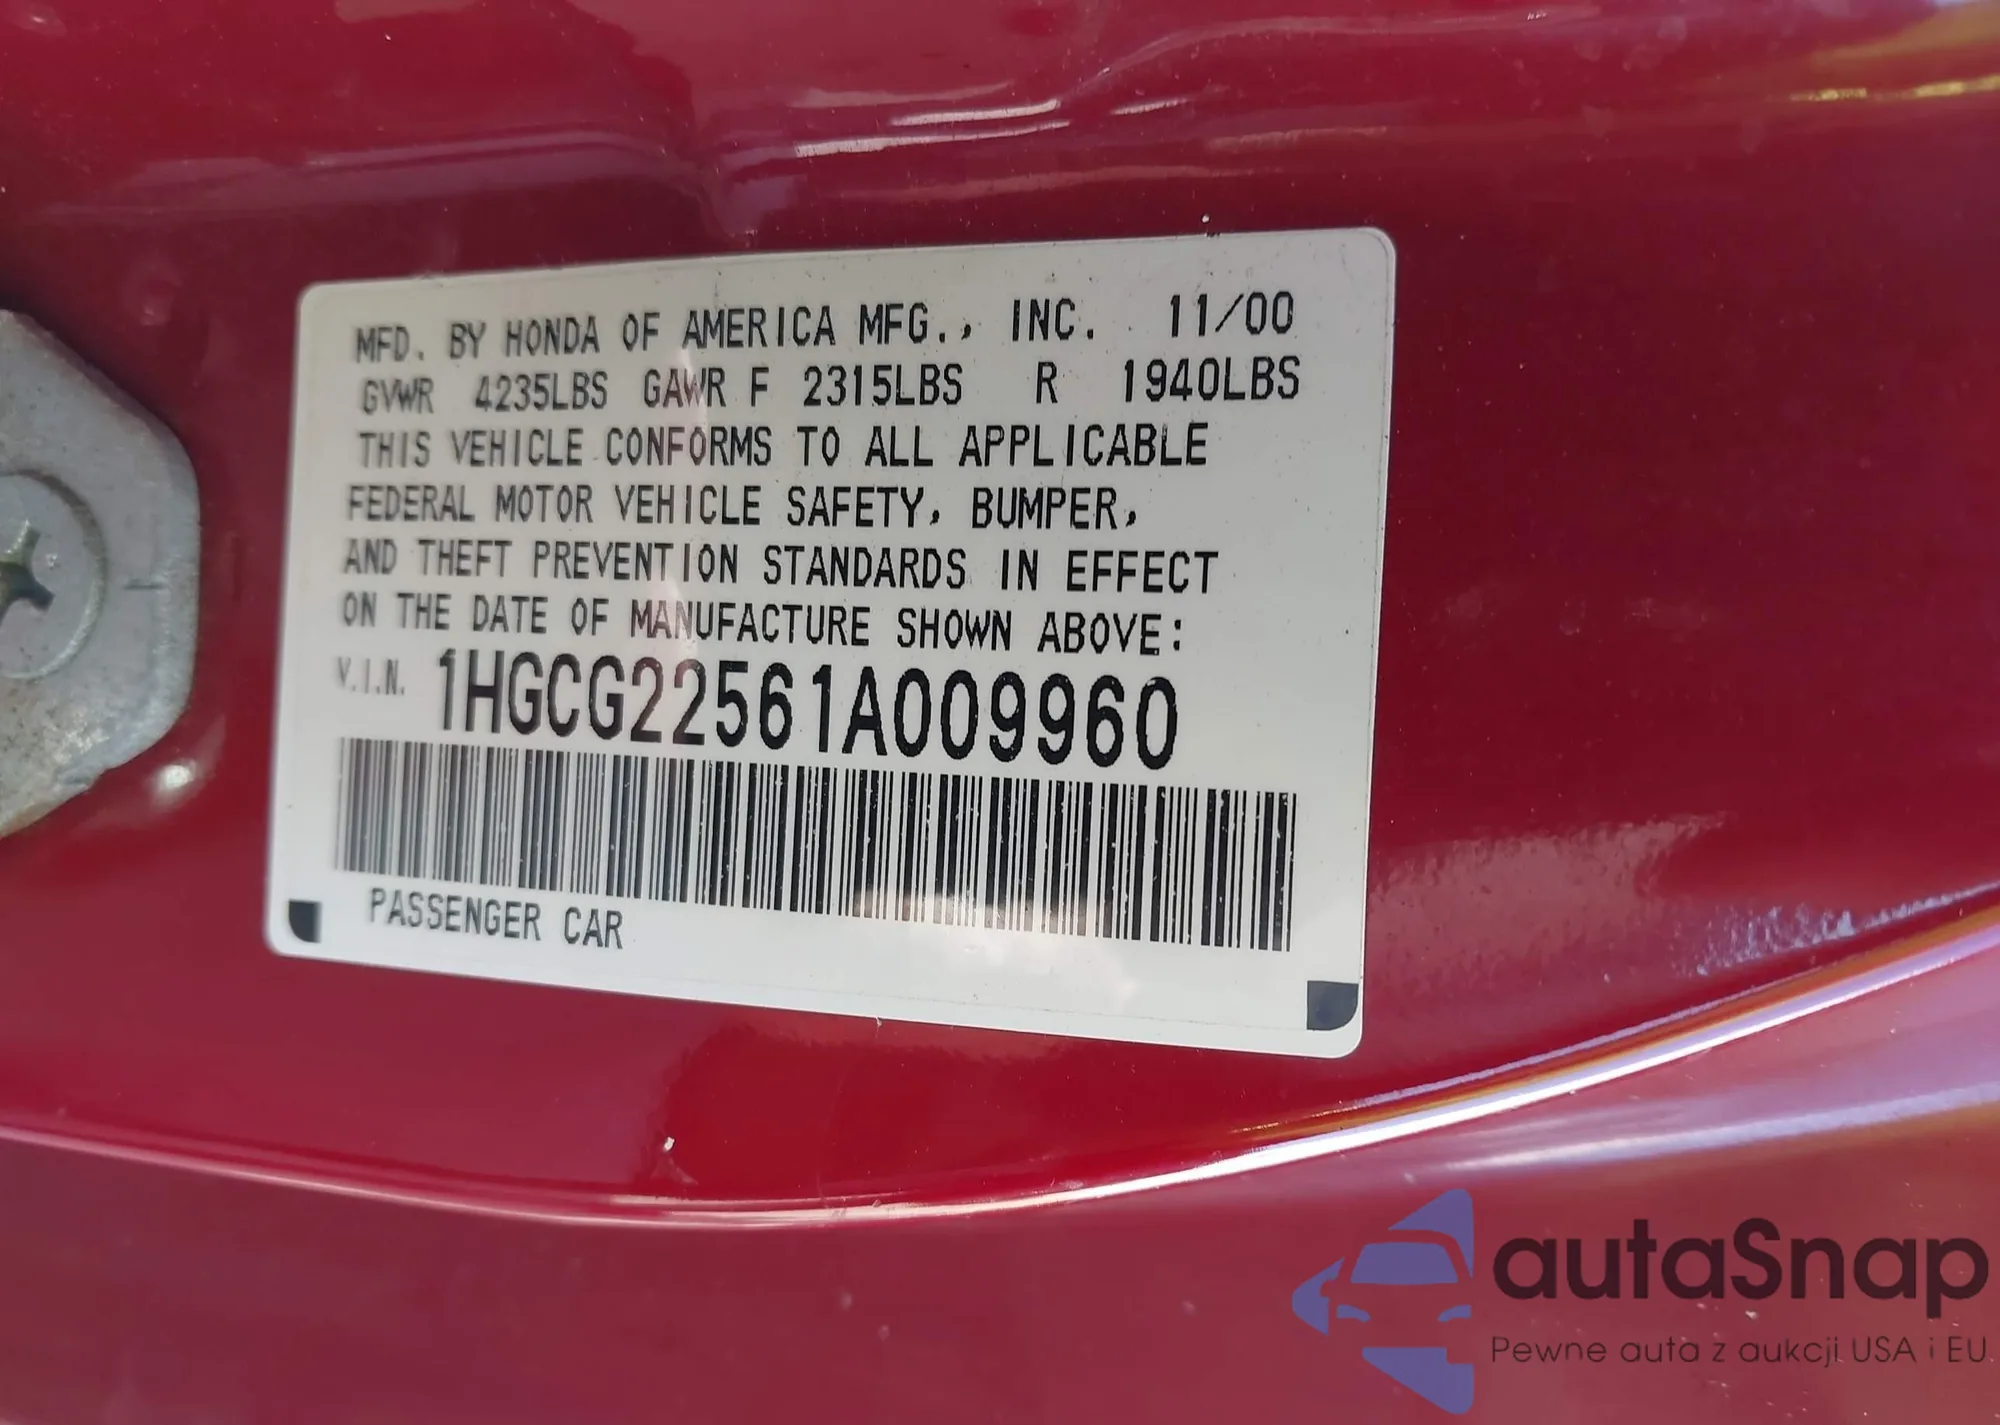 MFD. BY HONDA OF AMERICA MFG., INC. 11/00
GVWR 4235LBS GAWR F 2315LBS R 1940LBS
THIS VEHICLE CONFORMS TO ALL APPLICABLE
FEDERAL MOTOR VEHICLE SAFETY, BUMPER,
AND THEFT PREVENTION STANDARDS IN EFFECT
ON THE DATE OF MANUFACTURE SHOWN ABOVE:
V.I.N. 1HGCG22561A009960
PASSENGER CAR
autaSnap
Pewne auta z aukcji USA i EU